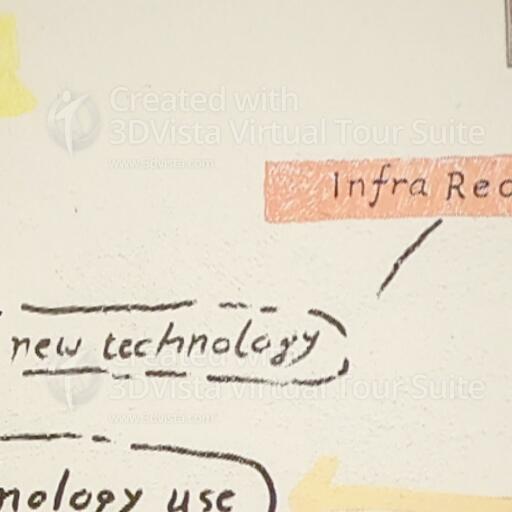 Created with
3DVista Virtual Tour Suite
www.3dvista.com
Infra Red
new technology
Created with
3DVista Virtual Tour Suite
www.3dvista.com
nology use